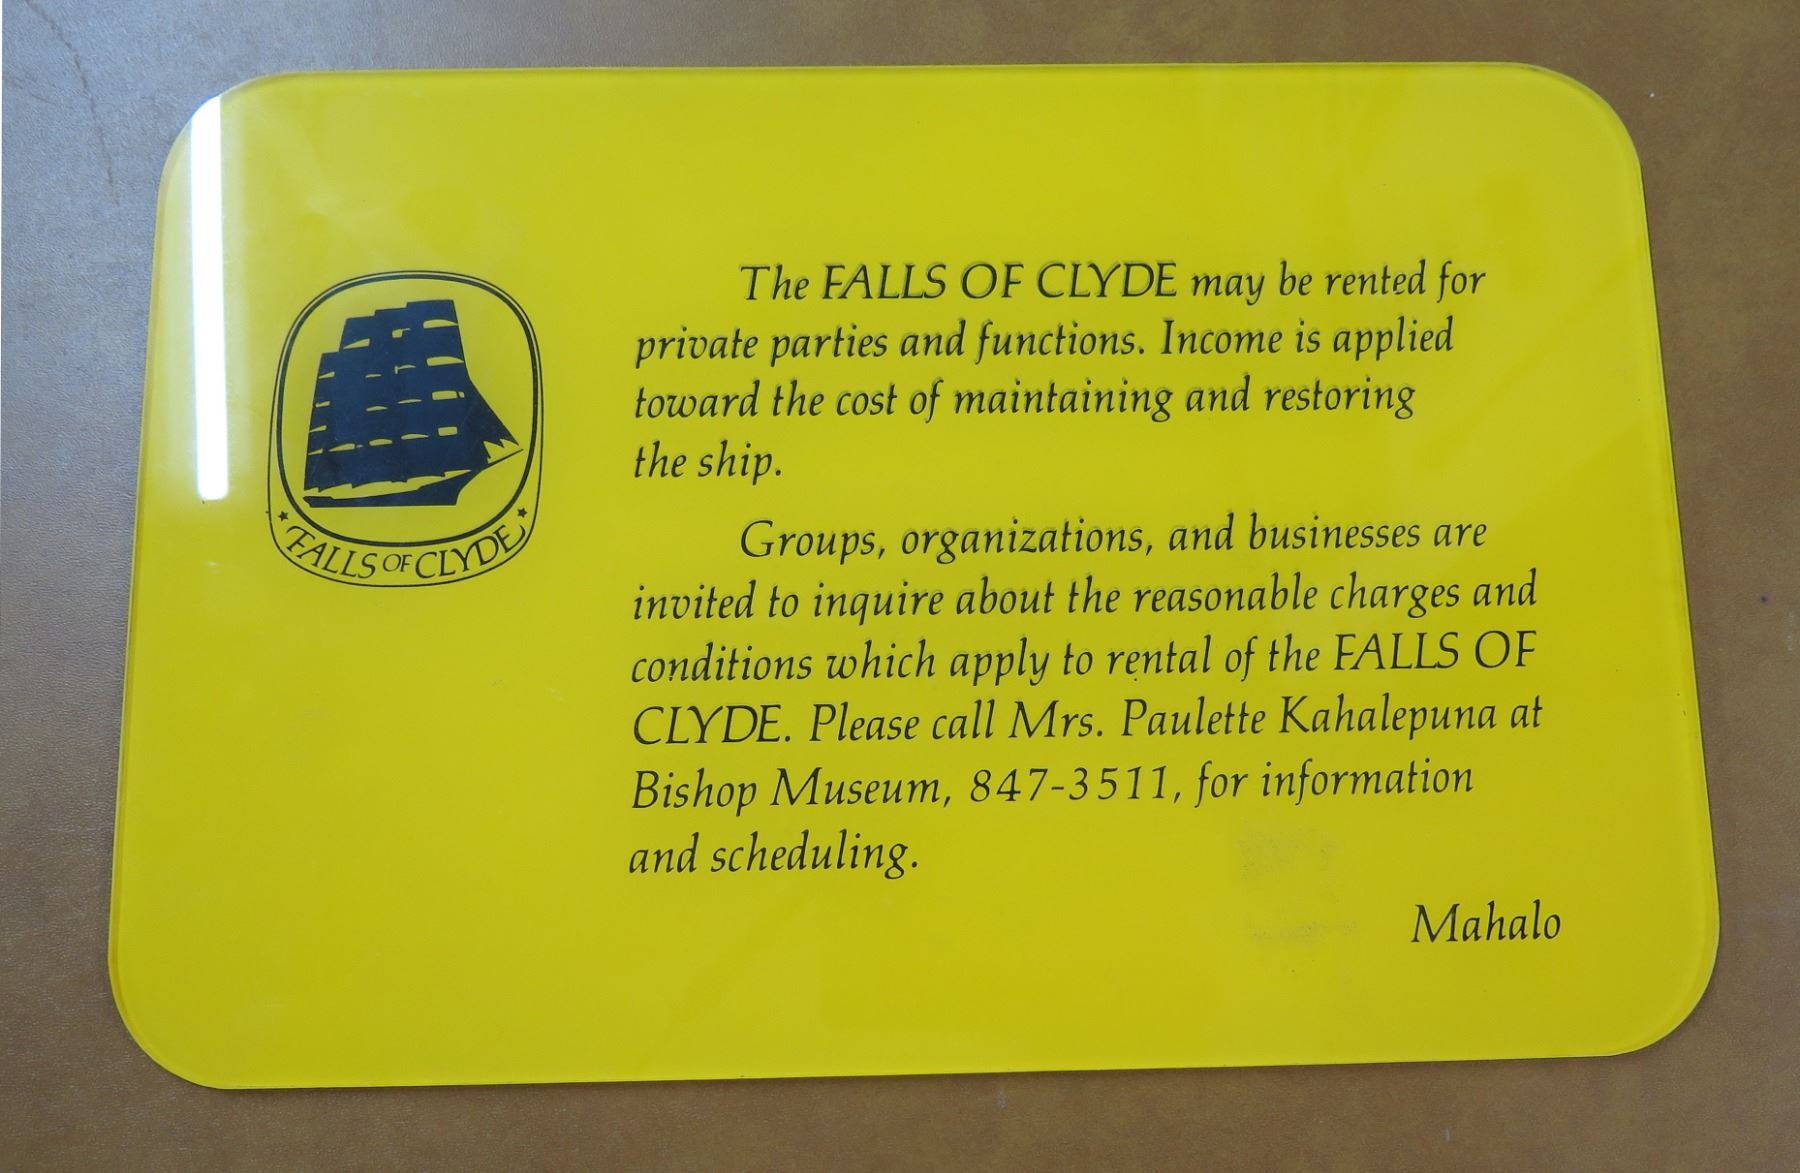 FALLS OF CLYDE
The FALLS OF CLYDE may be rented for
private parties and functions. Income is applied
toward the cost of maintaining and restoring
the ship.
Groups, organizations, and businesses are
invited to inquire about the reasonable charges and
conditions which apply to rental of the FALLS OF
CLYDE. Please call Mrs. Paulette Kahalepuna at
Bishop Museum, 847-3511, for information
and scheduling.
Mahalo